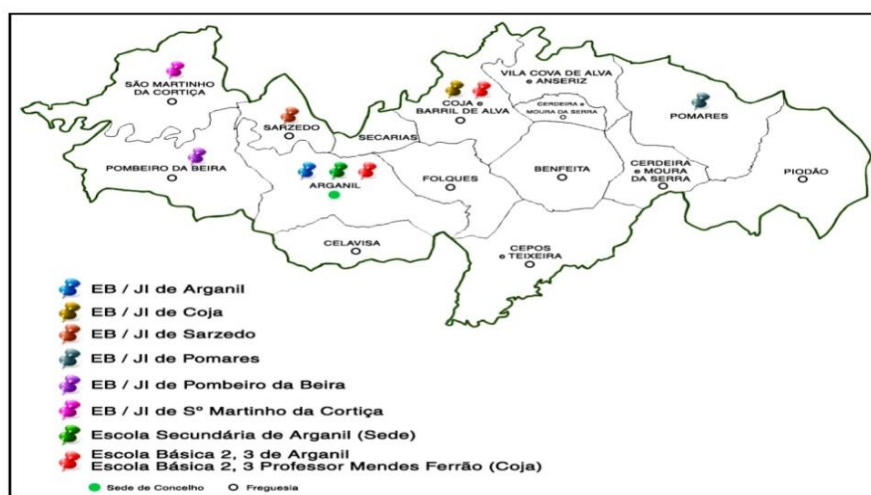 SÃO MARTINHO
DA CORTIÇA
SARZEDO
SECARIAS
COJA e
BARRIL DE ALVA
VILA COVA DE ALVA
e ANSERIZ
CERDEIRA e
MOURA DA SERRA
POMARES
POMBEIRO DA BEIRA
ARGANIL
FOLQUES
BENFEITA
CERDEIRA
e MOURA
DA SERRA
PIODÃO
CELAVISA
CEPOS
e TEIXEIRA
EB / JI de Arganil
EB / JI de Coja
EB / JI de Sarzedo
EB / JI de Pomares
EB / JI de Pombeiro da Beira
EB / JI de Sº Martinho da Cortiça
Escola Secundária de Arganil (Sede)
Escola Básica 2, 3 de Arganil
Escola Básica 2, 3 Professor Mendes Ferrão (Coja)
Sede de Concelho
Freguesia